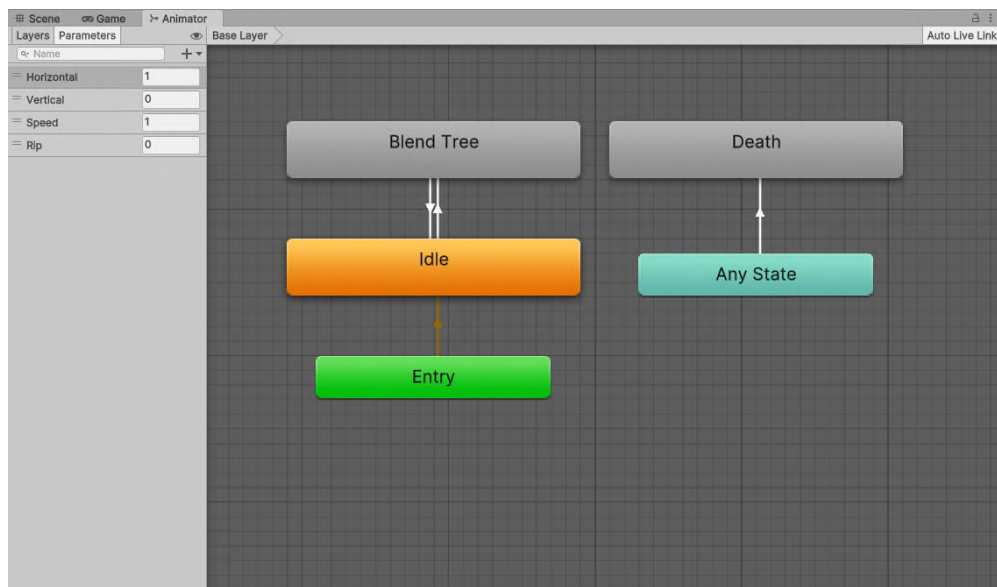 Scene Game Animator
Layers Parameters Base Layer Auto Live Link
Name
Horizontal 1
Vertical 0
Speed 1
Rip 0
Blend Tree Death
Idle
Any State
Entry